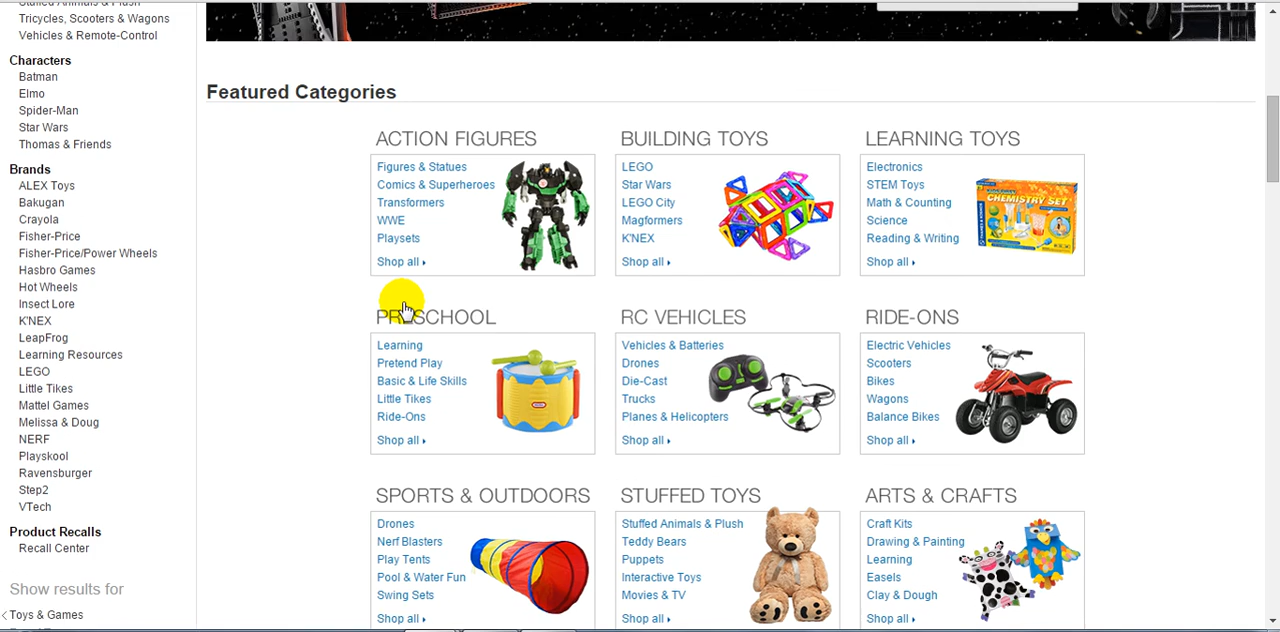 Stuffed Animals & Plush
Tricycles, Scooters & Wagons
Vehicles & Remote-Control
Characters
Batman
Elmo
Spider-Man
Star Wars
Thomas & Friends
Brands
ALEX Toys
Bakugan
Crayola
Fisher-Price
Fisher-Price/Power Wheels
Hasbro Games
Hot Wheels
Insect Lore
K'NEX
LeapFrog
Learning Resources
LEGO
Little Tikes
Mattel Games
Melissa & Doug
NERF
Playskool
Ravensburger
Step2
VTech
Product Recalls
Recall Center
Show results for
Toys & Games
Featured Categories
ACTION FIGURES
Figures & Statues
Comics & Superheroes
Transformers
WWE
Playsets
Shop all
BUILDING TOYS
LEGO
Star Wars
LEGO City
Magformers
K'NEX
Shop all
LEARNING TOYS
Electronics
STEM Toys
Math & Counting
Science
Reading & Writing
Shop all
CHEMISTRY SET
PRESCHOOL
Learning
Pretend Play
Basic & Life Skills
Little Tikes
Ride-Ons
Shop all
RC VEHICLES
Vehicles & Batteries
Drones
Die-Cast
Trucks
Planes & Helicopters
Shop all
RIDE-ONS
Electric Vehicles
Scooters
Bikes
Wagons
Balance Bikes
Shop all
SPORTS & OUTDOORS
Drones
Nerf Blasters
Play Tents
Pool & Water Fun
Swing Sets
Shop all
STUFFED TOYS
Stuffed Animals & Plush
Teddy Bears
Puppets
Interactive Toys
Movies & TV
Shop all
ARTS & CRAFTS
Craft Kits
Drawing & Painting
Learning
Easels
Clay & Dough
Shop all